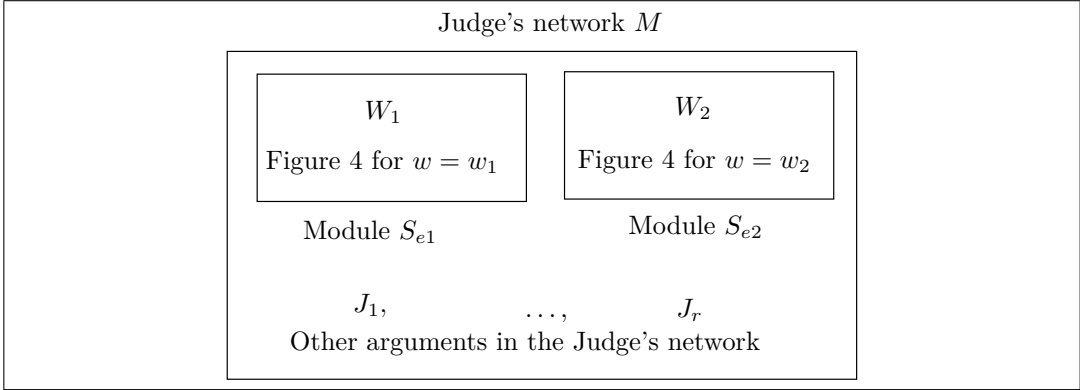 Judge's network M
W₁ W₂
Figure 4 for w = w₁ Figure 4 for w = w₂
Module Sₑ₁ Module Sₑ₂
J₁, ..., Jᵣ
Other arguments in the Judge's network